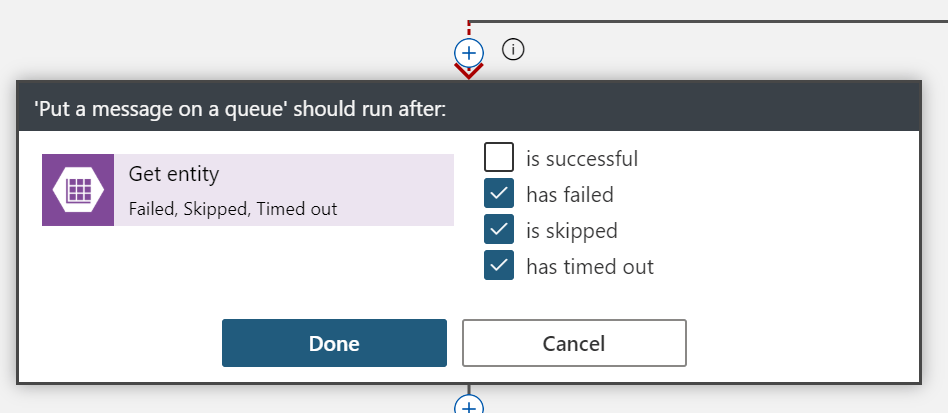 'Put a message on a queue' should run after:
Get entity
Failed, Skipped, Timed out
is successful
has failed
is skipped
has timed out
Done
Cancel